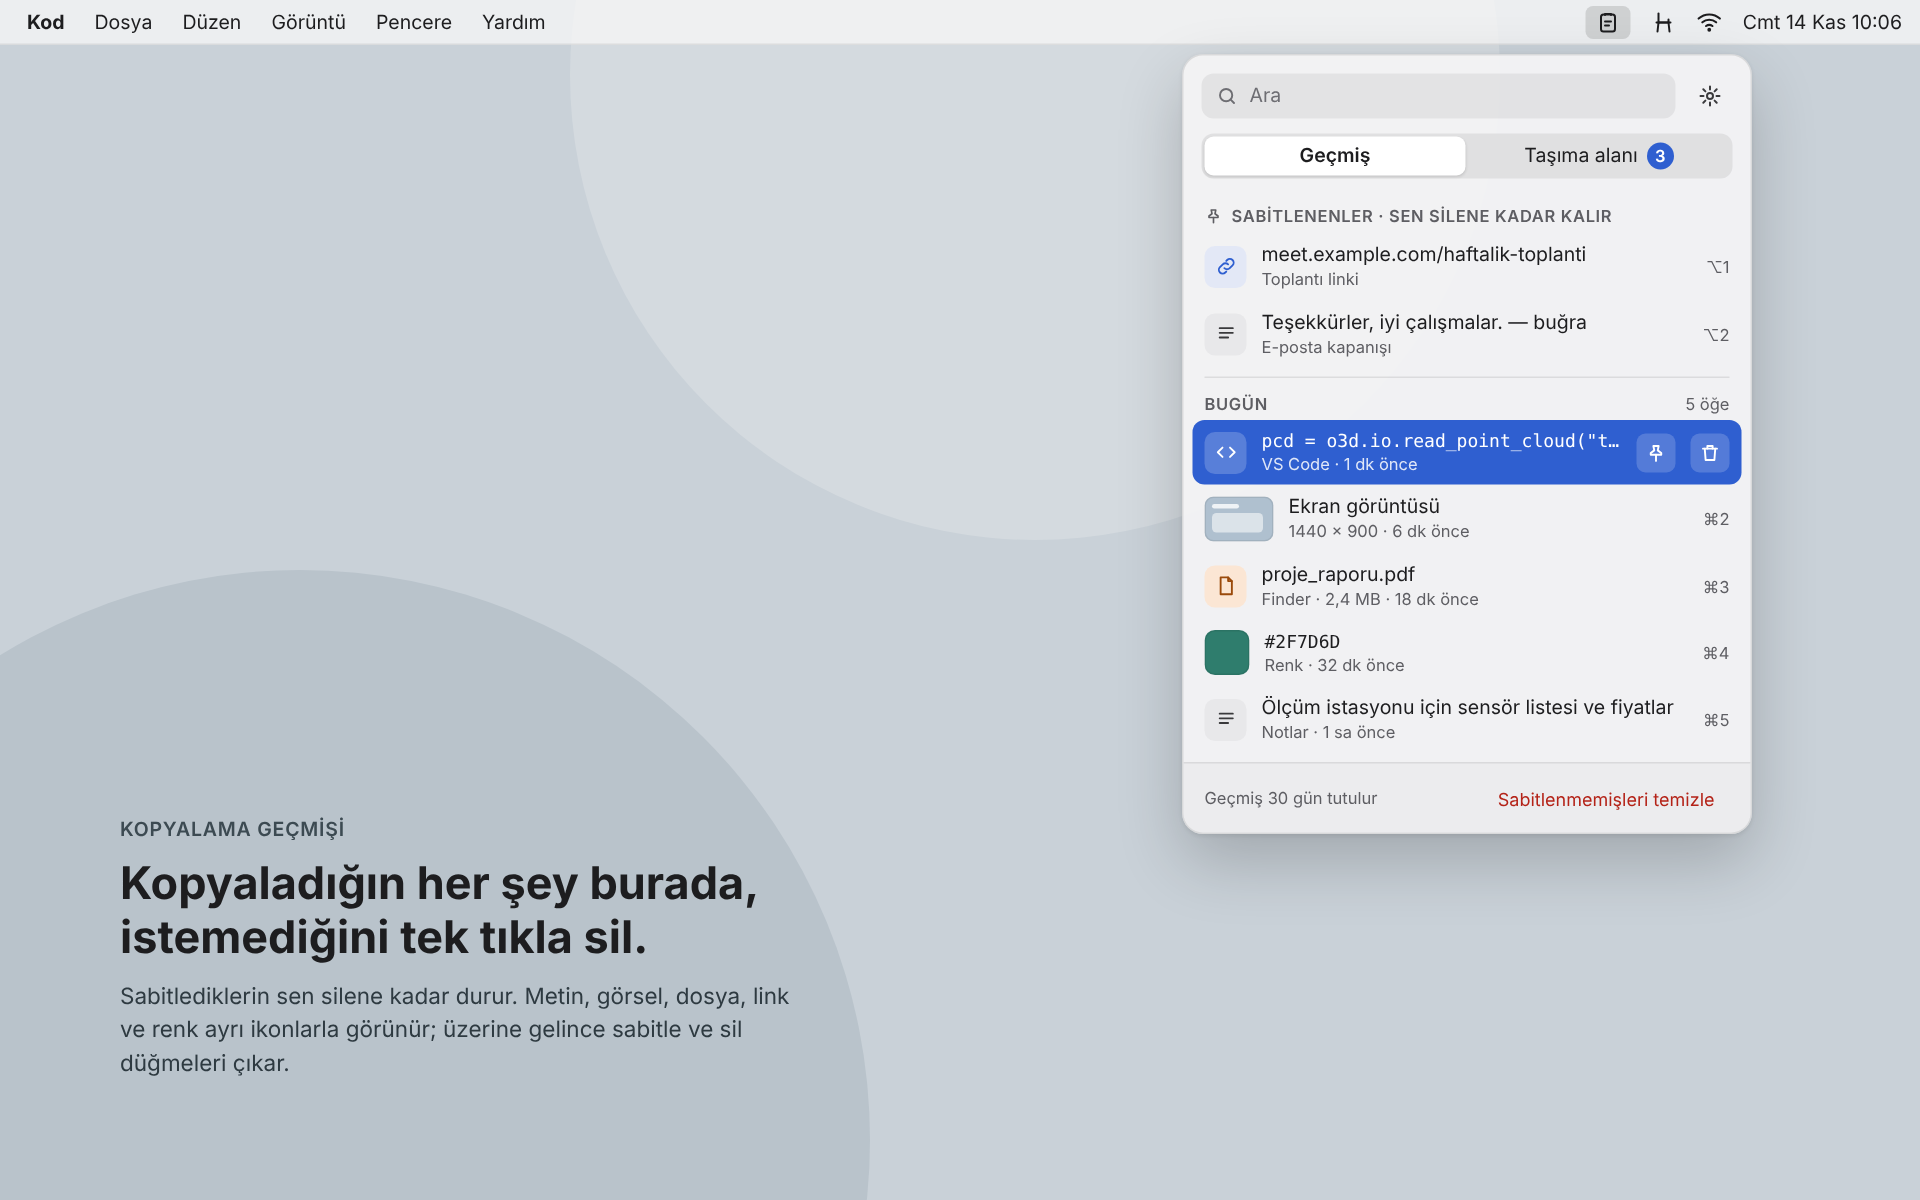 Kod Dosya Düzen Görüntü Pencere Yardım Cmt 14 Kas 10:06
Ara
Geçmiş Taşıma alanı 3
SABİTLENENLER · SEN SİLENE KADAR KALIR
meet.example.com/haftalik-toplanti
Toplantı linki
⌥1
Teşekkürler, iyi çalışmalar. — buğra
E-posta kapanışı
⌥2
BUGÜN 5 öğe
pcd = o3d.io.read_point_cloud("t…
VS Code · 1 dk önce
Ekran görüntüsü
1440 × 900 · 6 dk önce
⌘2
proje_raporu.pdf
Finder · 2,4 MB · 18 dk önce
⌘3
#2F7D6D
Renk · 32 dk önce
⌘4
Ölçüm istasyonu için sensör listesi ve fiyatlar
Notlar · 1 sa önce
⌘5
Geçmiş 30 gün tutulur Sabitlenmemişleri temizle
KOPYALAMA GEÇMİŞİ
Kopyaladığın her şey burada,
istemediğini tek tıkla sil.
Sabitlediklerin sen silene kadar durur. Metin, görsel, dosya, link
ve renk ayrı ikonlarla görünür; üzerine gelince sabitle ve sil
düğmeleri çıkar.